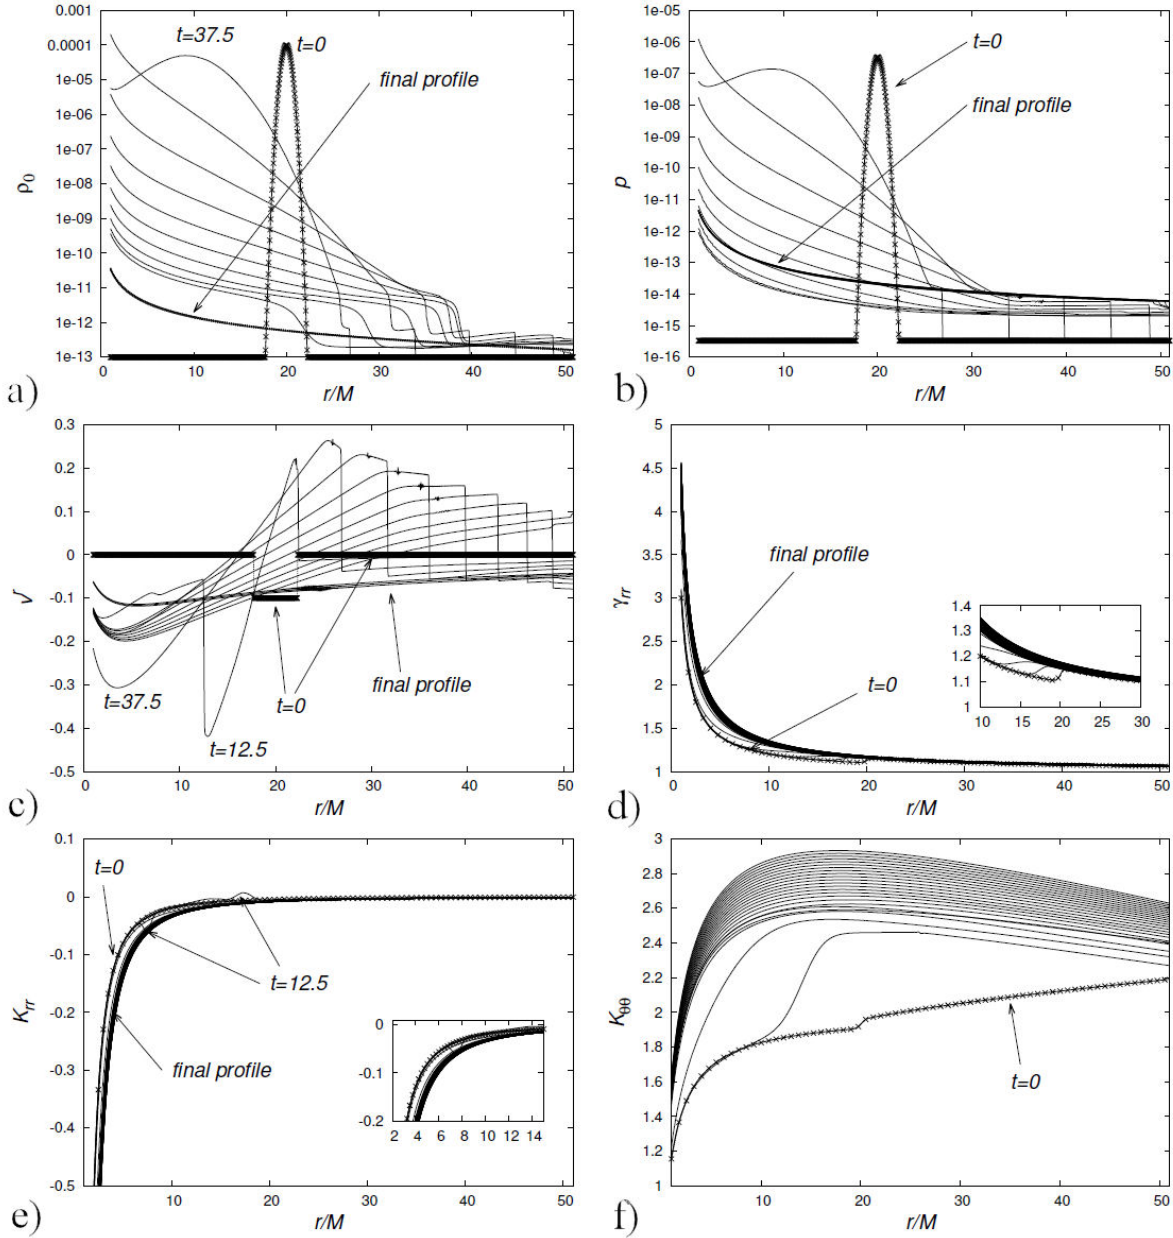 0.001
0.0001
1e-05
1e-06
1e-07
1e-08
1e-09
1e-10
1e-11
1e-12
1e-13
ρ0
t=37.5
t=0
final profile
0 10 20 30 40 50
r/M
a)
1e-05
1e-06
1e-07
1e-08
1e-09
1e-10
1e-11
1e-12
1e-13
1e-14
1e-15
1e-16
p
t=0
final profile
10 20 30 40 50
r/M
b)
0.3
0.2
0.1
0
-0.1
-0.2
-0.3
-0.4
-0.5
t=37.5
t=12.5
t=0
final profile
10 20 30 40 50
r/M
c)
5
4.5
4
3.5
3
2.5
2
1.5
1
γrr
final profile
t=0
1.4
1.3
1.2
1.1
1
10 15 20 25 30
0 10 20 30 40 50
r/M
d)
0.1
0
-0.1
-0.2
-0.3
-0.4
-0.5
Krr
t=0
t=12.5
final profile
0
-0.1
-0.2
2 4 6 8 10 12 14
10 20 30 40 50
r/M
e)
3
2.8
2.6
2.4
2.2
2
1.8
1.6
1.4
1.2
1
Kθθ
t=0
10 20 30 40 50
r/M
f)